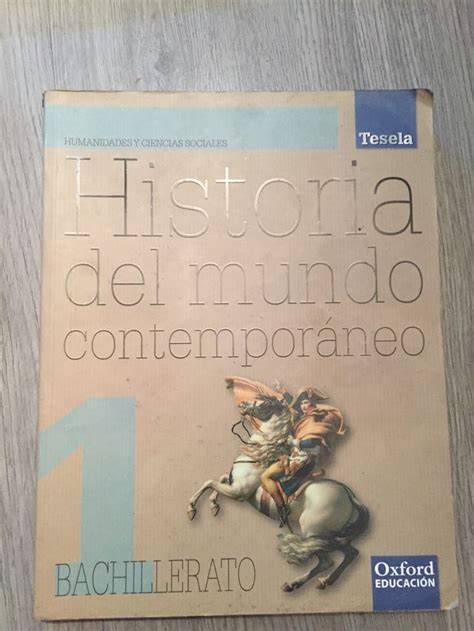 HUMANIDADES Y CIENCIAS SOCIALES
Tesela
Historia
del mundo
contemporáneo
1
BACHILLERATO
Oxford
EDUCACIÓN